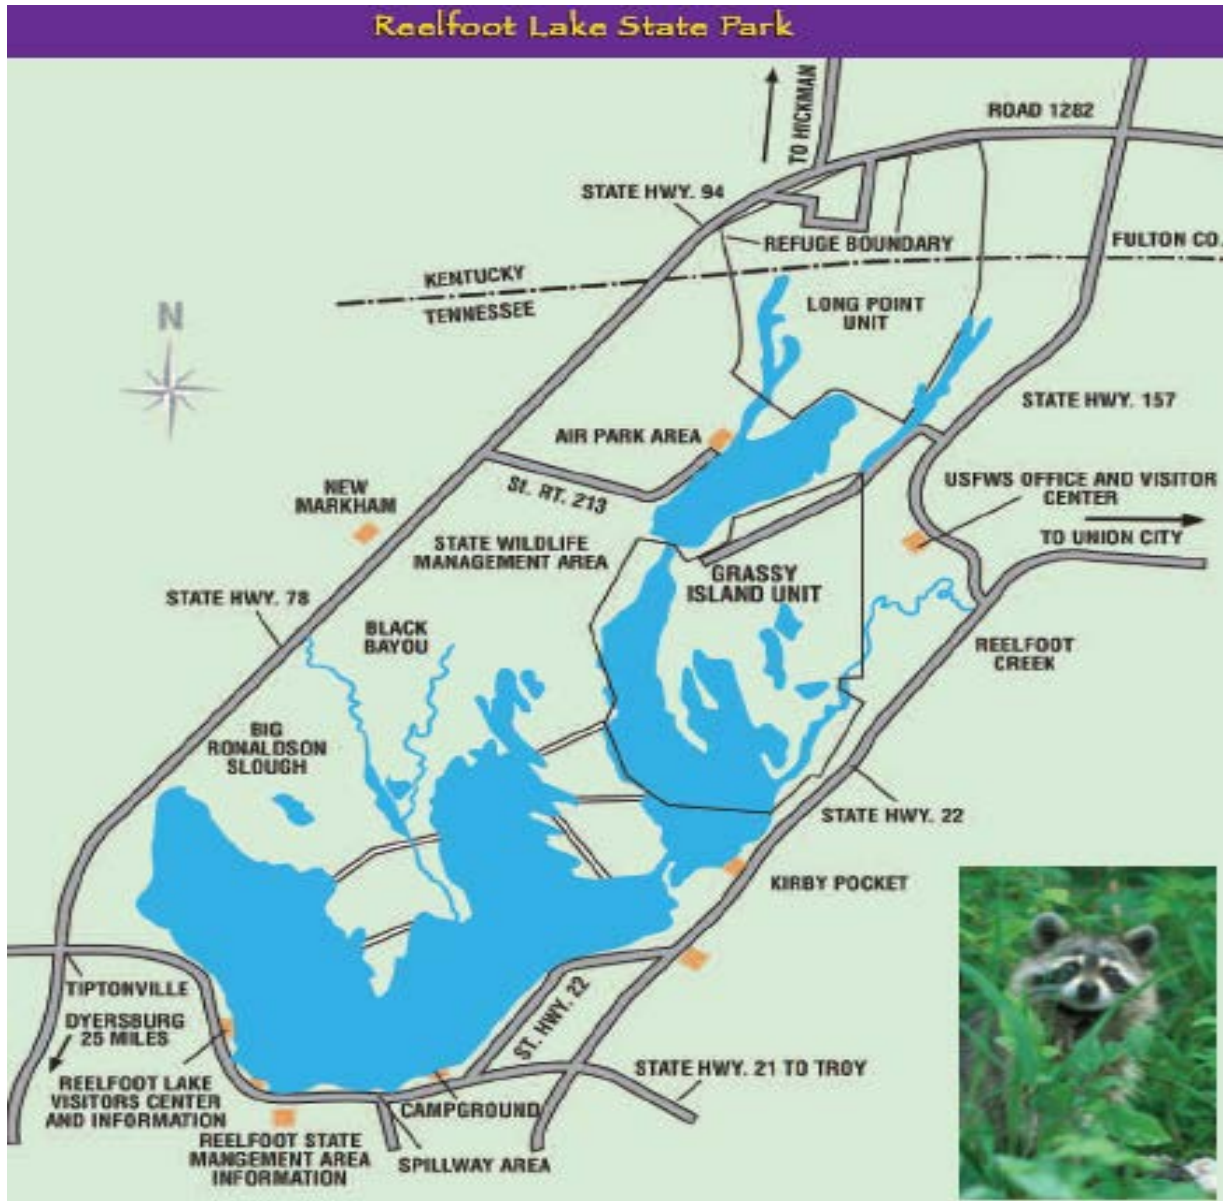 Reelfoot Lake State Park
TO HICKMAN
ROAD 1282
STATE HWY. 94
REFUGE BOUNDARY
FULTON CO.
KENTUCKY
TENNESSEE
LONG POINT
UNIT
N
STATE HWY. 157
AIR PARK AREA
St. RT. 213
NEW
MARKHAM
USFWS OFFICE AND VISITOR
CENTER
TO UNION CITY
STATE WILDLIFE
MANAGEMENT AREA
GRASSY
ISLAND UNIT
STATE HWY. 78
BLACK
BAYOU
REELFOOT
CREEK
BIG
RONALDSON
SLOUGH
STATE HWY. 22
KIRBY POCKET
TIPTONVILLE
DYERSBURG
25 MILES
ST. HWY. 22
STATE HWY. 21 TO TROY
REELFOOT LAKE
VISITORS CENTER
AND INFORMATION
CAMPGROUND
REELFOOT STATE
MANGEMENT AREA
INFORMATION
SPILLWAY AREA